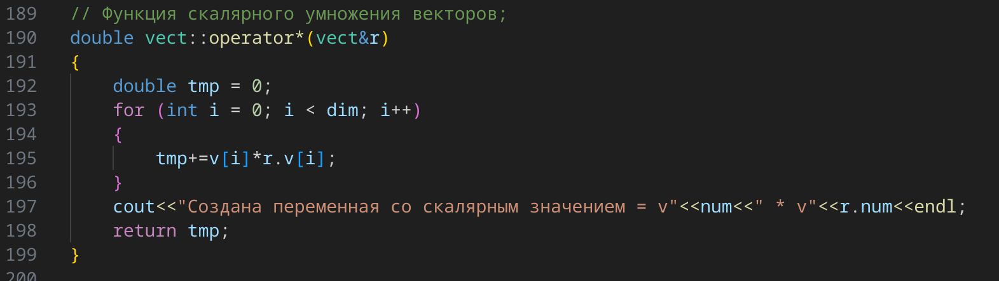 189 // Функция скалярного умножения векторов;
190 double vect::operator*(vect&r)
191 {
192 double tmp = 0;
193 for (int i = 0; i < dim; i++)
194 {
195 tmp+=v[i]*r.v[i];
196 }
197 cout<<"Создана переменная со скалярным значением = v"<<num<<" * v"<<r.num<<endl;
198 return tmp;
199 }
200